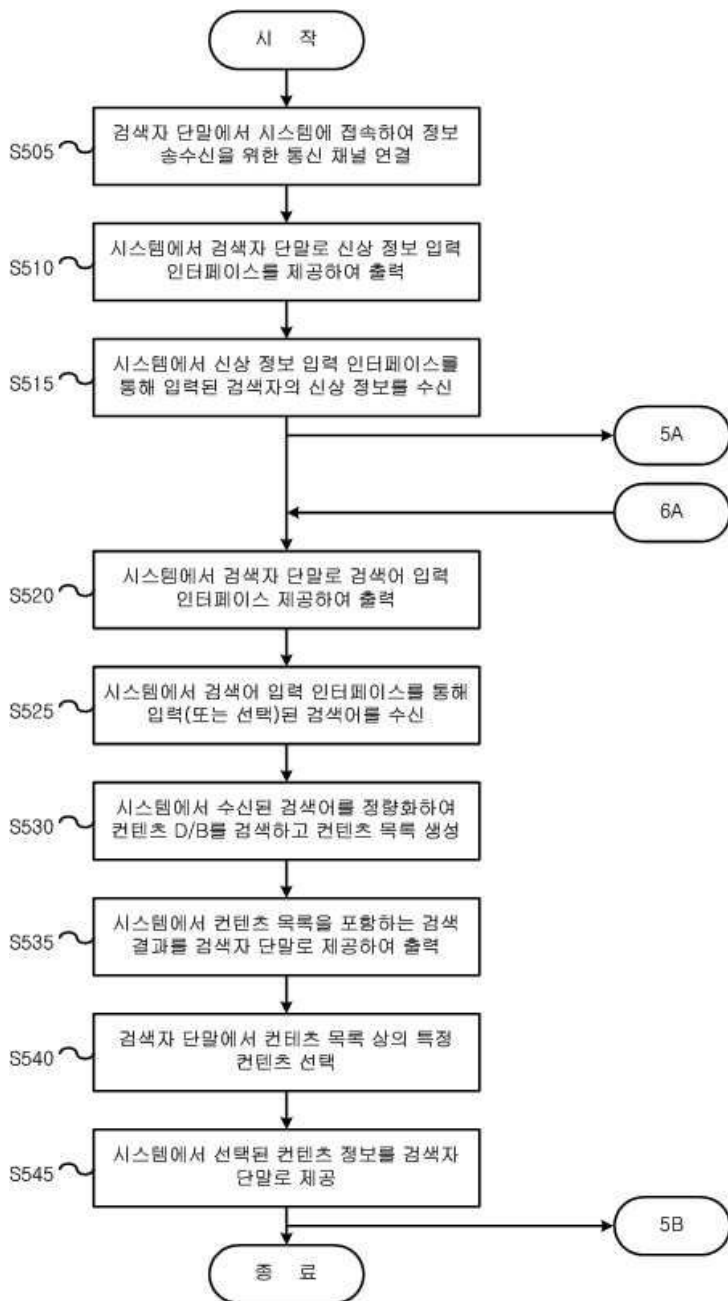 시 작
S505
검색자 단말에서 시스템에 접속하여 정보
송수신을 위한 통신 채널 연결
S510
시스템에서 검색자 단말로 신상 정보 입력
인터페이스를 제공하여 출력
S515
시스템에서 신상 정보 입력 인터페이스를
통해 입력된 검색자의 신상 정보를 수신
5A
6A
S520
시스템에서 검색자 단말로 검색어 입력
인터페이스 제공하여 출력
S525
시스템에서 검색어 입력 인터페이스를 통해
입력(또는 선택)된 검색어를 수신
S530
시스템에서 수신된 검색어를 정량화하여
컨텐츠 D/B를 검색하고 컨텐츠 목록 생성
S535
시스템에서 컨텐츠 목록을 포함하는 검색
결과를 검색자 단말로 제공하여 출력
S540
검색자 단말에서 컨테츠 목록 상의 특정
컨텐츠 선택
S545
시스템에서 선택된 컨텐츠 정보를 검색자
단말로 제공
5B
종 료